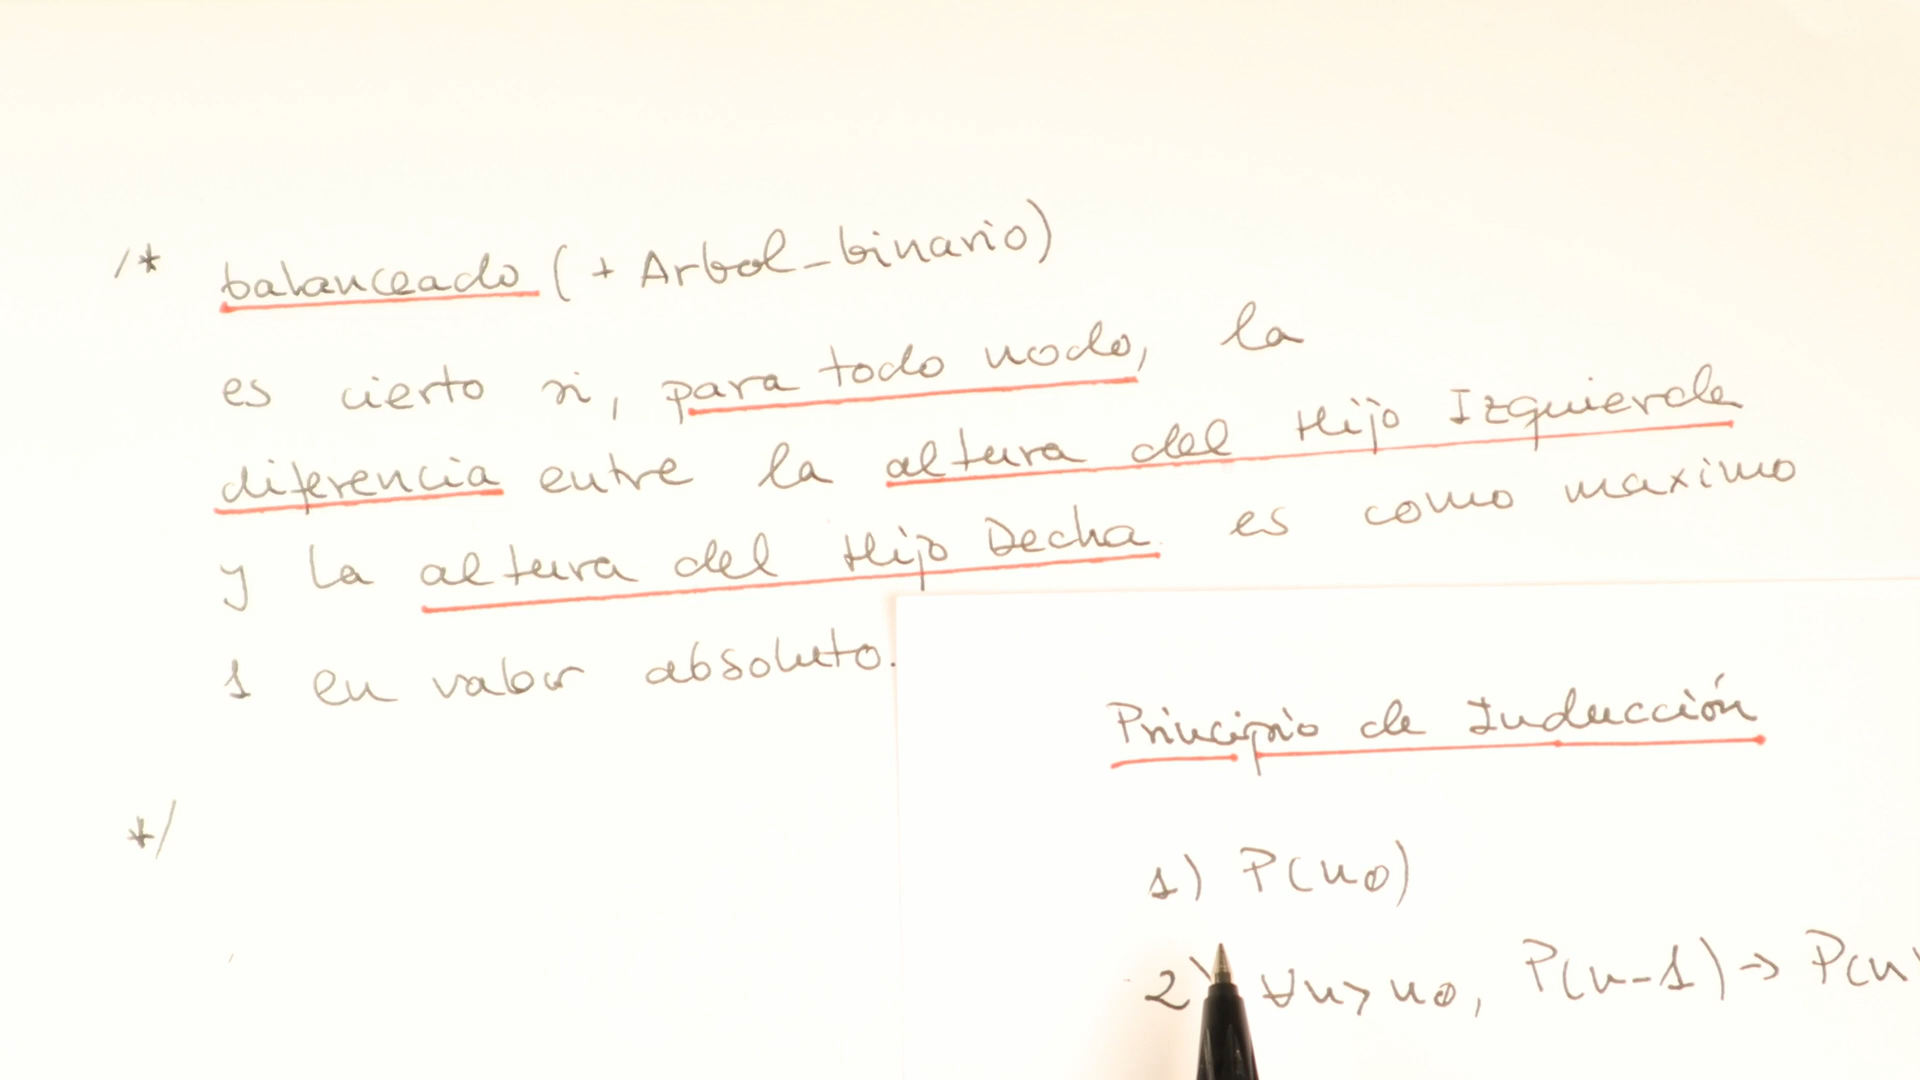 /* balanceado (+ Arbol_binario)
es cierto si, para todo nodo, la
diferencia entre la altura del Hijo Izquierda
y la altura del Hijo Decha es como maximo
1 en valor absoluto.
*/
Principio de Inducción
1) P(n0)
2) ∀n> n0, P(n-1) → P(n)